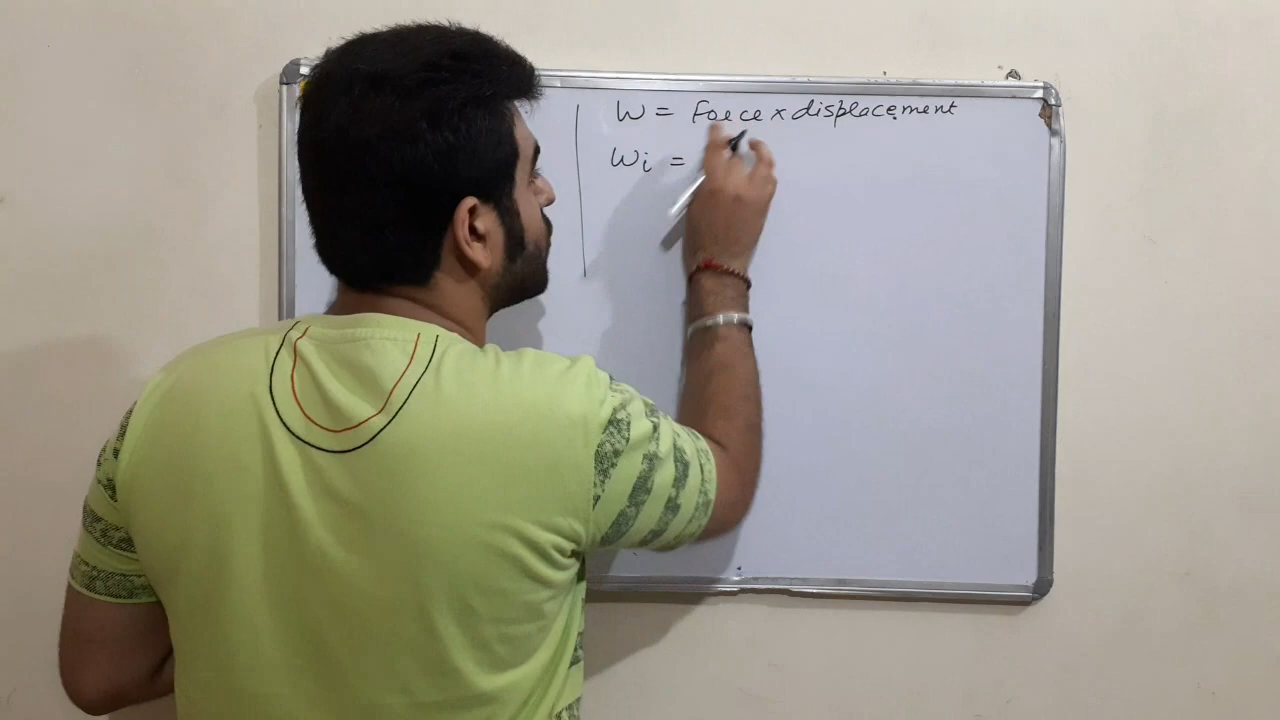 W = Force x displacement
Wi =